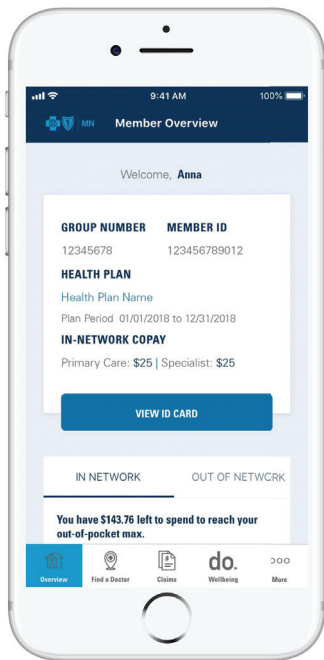 9:41 AM 100%
MN Member Overview
Welcome, Anna
GROUP NUMBER MEMBER ID
12345678 123456789012
HEALTH PLAN
Health Plan Name
Plan Period 01/01/2018 to 12/31/2018
IN-NETWORK COPAY
Primary Care: $25 | Specialist: $25
VIEW ID CARD
IN NETWORK OUT OF NETWORK
You have $143.76 left to spend to reach your
out-of-pocket max.
do.
Overview Find a Doctor Claims Wellbeing More